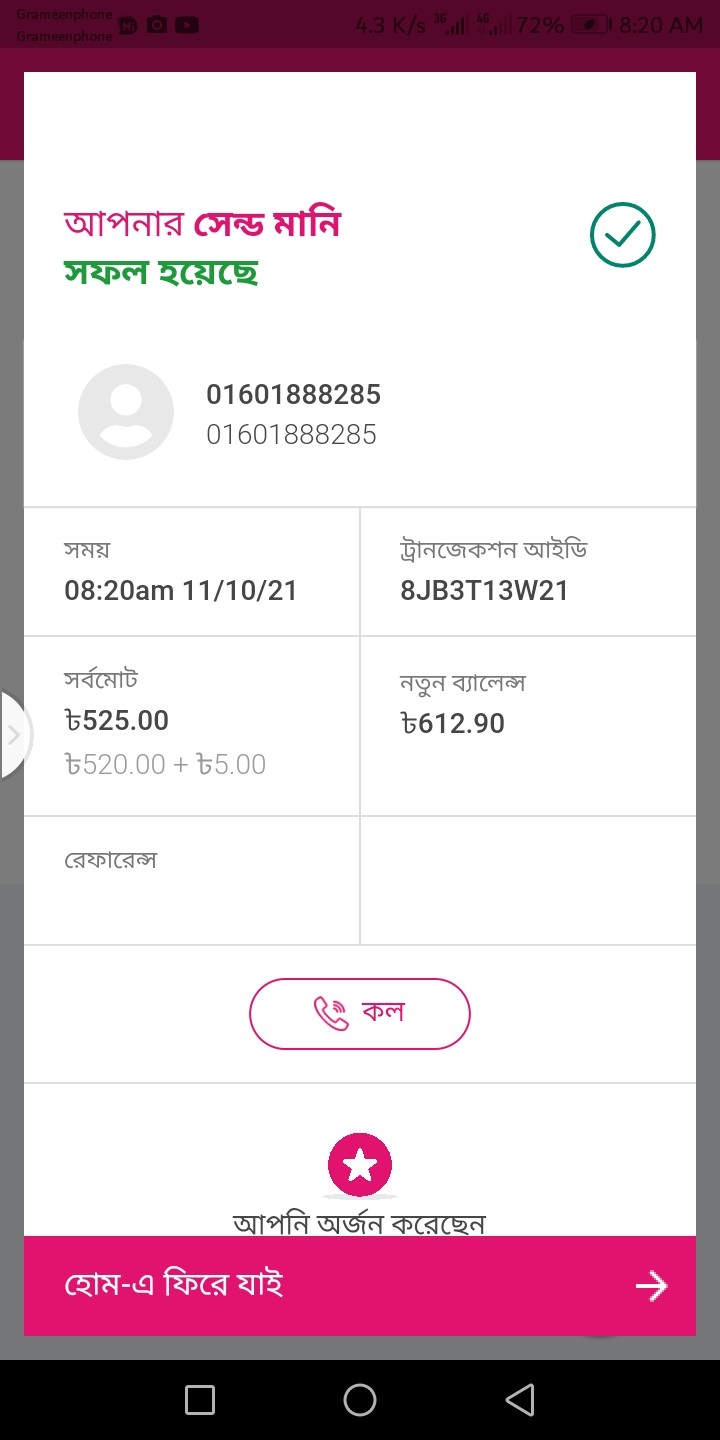 Grameenphone
Grameenphone
4.3 K/s 3G 4G 72% 8:20 AM
আপনার সেন্ড মানি
সফল হয়েছে
01601888285
01601888285
সময়
08:20am 11/10/21
ট্রানজেকশন আইডি
8JB3T13W21
সর্বমোট
৳525.00
৳520.00 + ৳5.00
নতুন ব্যালেন্স
৳612.90
রেফারেন্স
কল
আপনি অর্জন করেছেন
হোম-এ ফিরে যাই